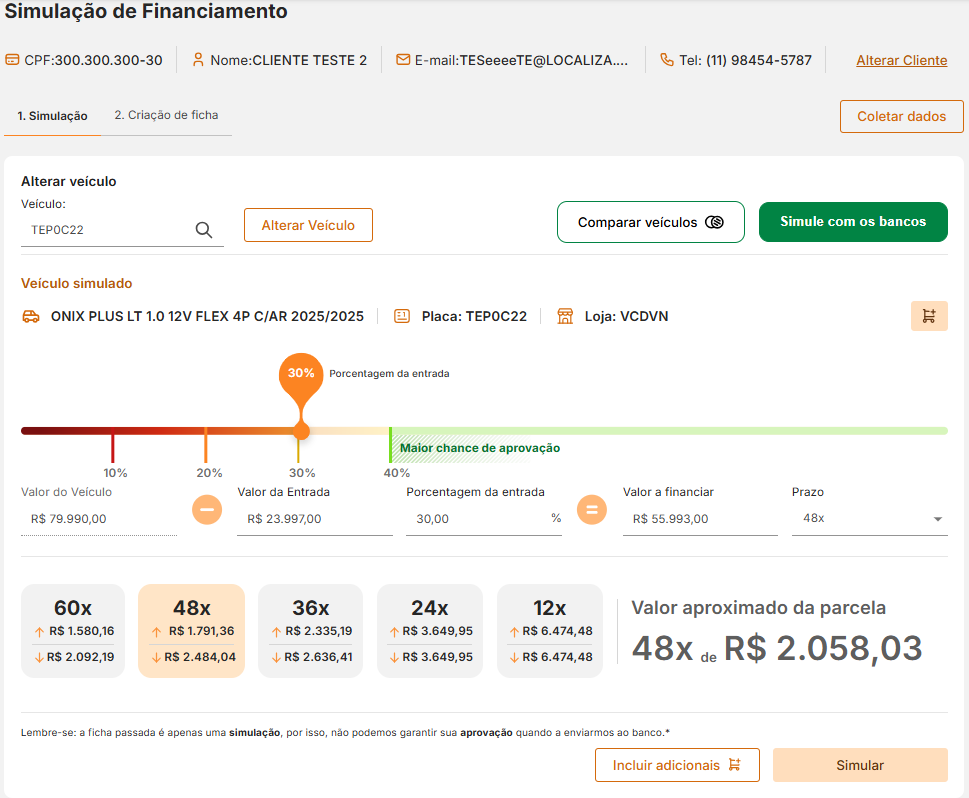 Simulação de Financiamento
CPF:300.300.300-30 Nome:CLIENTE TESTE 2 E-mail:TESeeeeTE@LOCALIZA.... Tel: (11) 98454-5787 Alterar Cliente
1. Simulação 2. Criação de ficha Coletar dados
Alterar veículo
Veículo:
TEP0C22 Alterar Veículo Comparar veículos Simule com os bancos
Veículo simulado
ONIX PLUS LT 1.0 12V FLEX 4P C/AR 2025/2025 Placa: TEP0C22 Loja: VCDVN
30% Porcentagem da entrada
Maior chance de aprovação
10% 20% 30% 40%
Valor do Veículo Valor da Entrada Porcentagem da entrada Valor a financiar Prazo
R$ 79.990,00 R$ 23.997,00 30,00 % R$ 55.993,00 48x
60x 48x 36x 24x 12x Valor aproximado da parcela
R$ 1.580,16 R$ 1.791,36 R$ 2.335,19 R$ 3.649,95 R$ 6.474,48
R$ 2.092,19 R$ 2.484,04 R$ 2.636,41 R$ 3.649,95 R$ 6.474,48
48x de R$ 2.058,03
Lembre-se: a ficha passada é apenas uma simulação, por isso, não podemos garantir sua aprovação quando a enviarmos ao banco.*
Incluir adicionais Simular